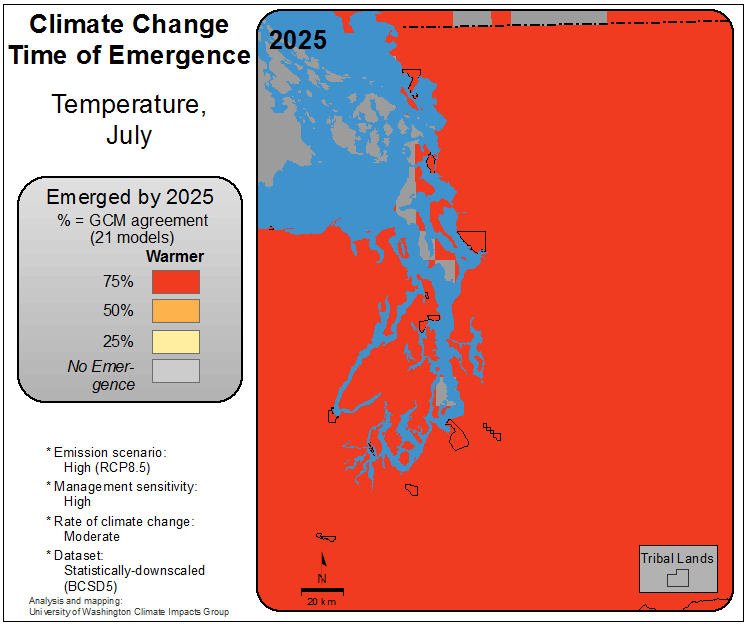 Climate Change
Time of Emergence
Temperature,
July
Emerged by 2025
% = GCM agreement
(21 models)
Warmer
75%
50%
25%
No Emer-
gence
* Emission scenario:
High (RCP8.5)
* Management sensitivity:
High
* Rate of climate change:
Moderate
* Dataset:
Statistically-downscaled
(BCSD5)
Analysis and mapping:
University of Washington Climate Impacts Group
2025
N
20 km
Tribal Lands